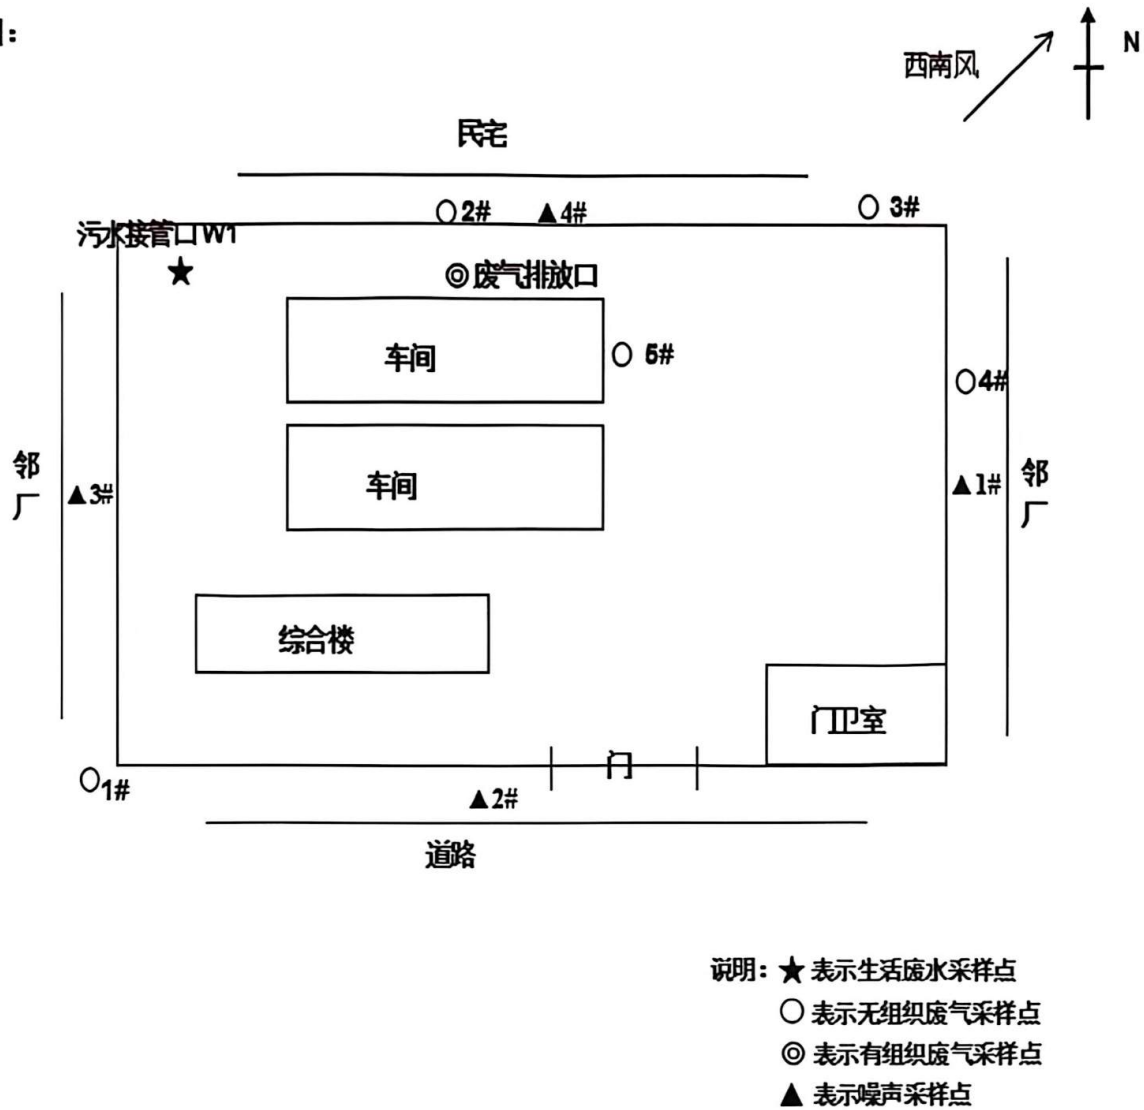 N
西南风
民宅
○2# ▲4# ○ 3#
污水接管口W1
★
◎废气排放口
车间
○ 5#
○4#
车间
邻厂
▲3#
▲1#
邻厂
综合楼
门卫室
门
○1#
▲2#
道路
说明：★ 表示生活废水采样点
○ 表示无组织废气采样点
◎ 表示有组织废气采样点
▲ 表示噪声采样点